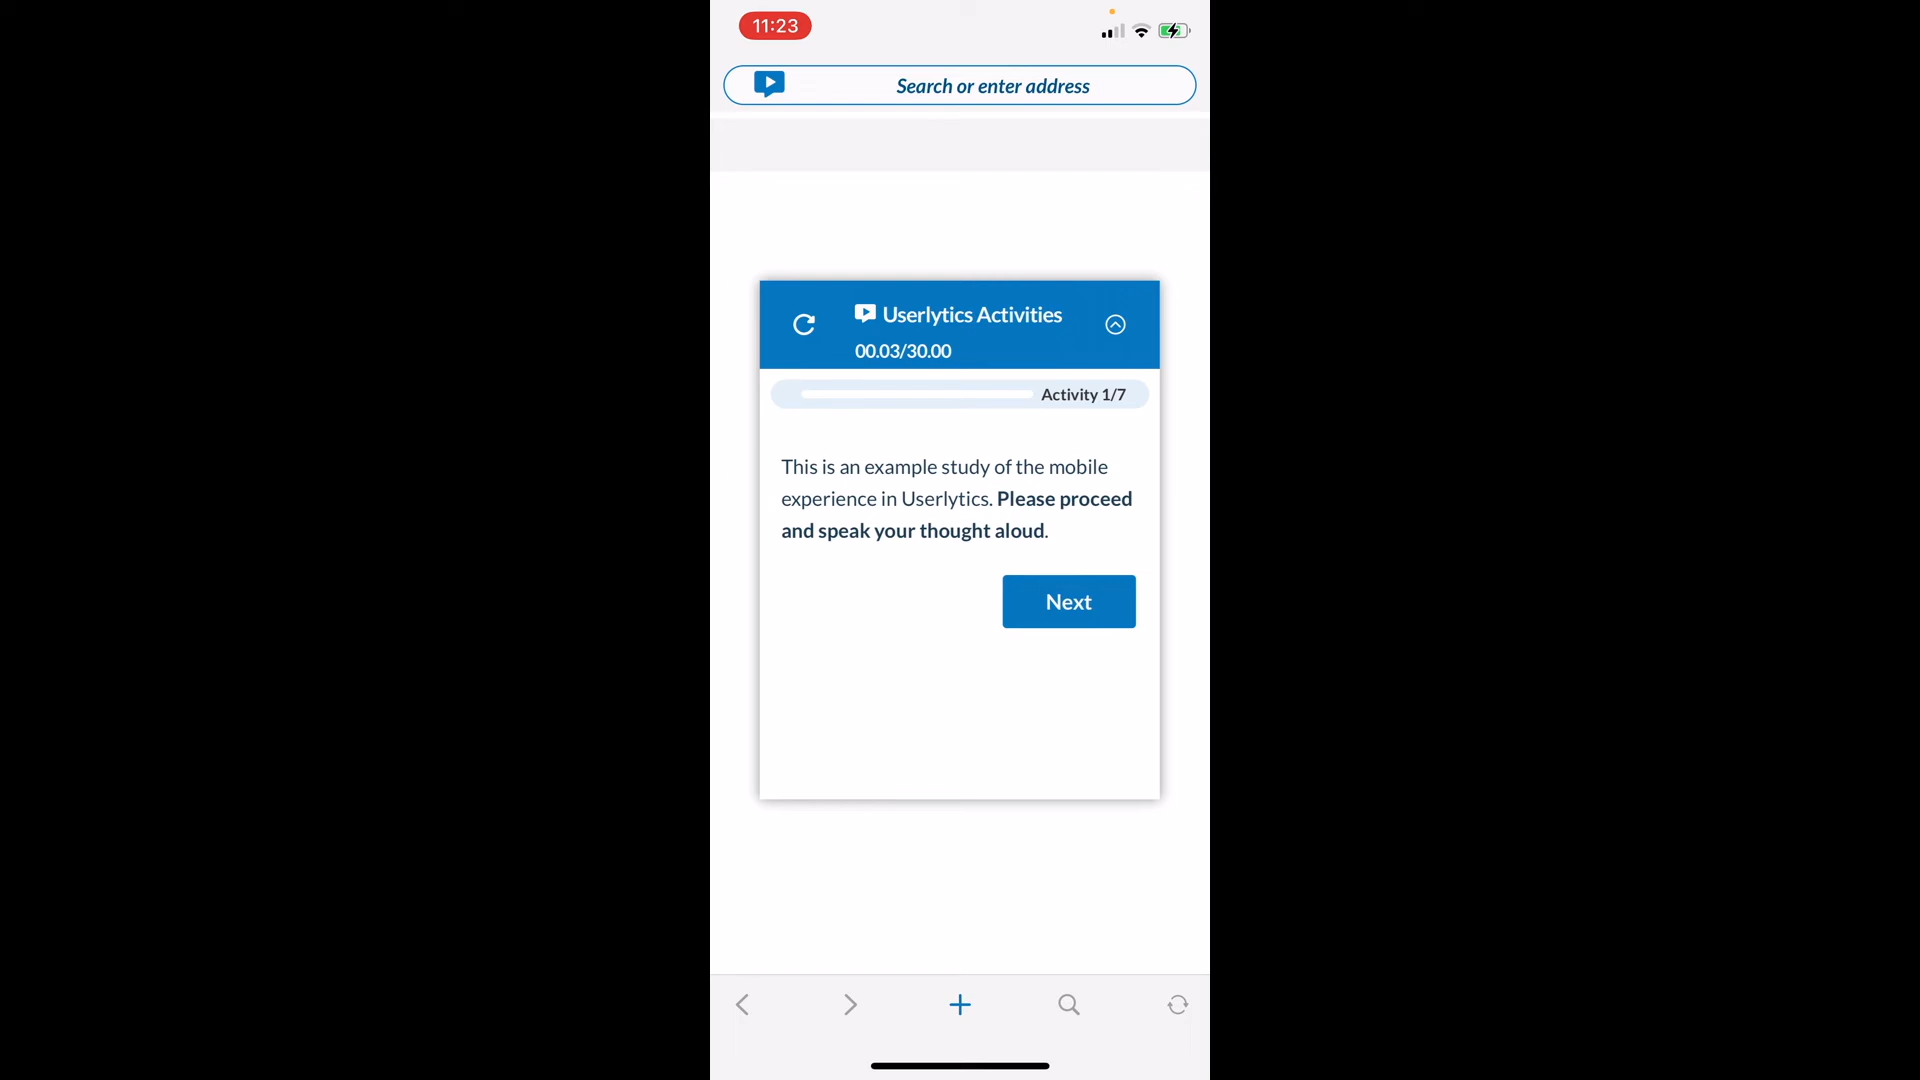 11:23
Search or enter address
Userlytics Activities
00.03/30.00
Activity 1/7
This is an example study of the mobile
experience in Userlytics. Please proceed
and speak your thought aloud.
Next